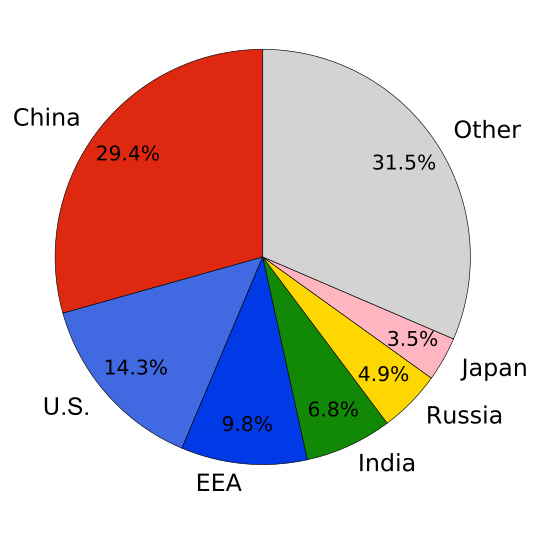 China
29.4%
Other
31.5%
3.5%
Japan
14.3%
4.9%
U.S.
6.8%
Russia
9.8%
India
EEA